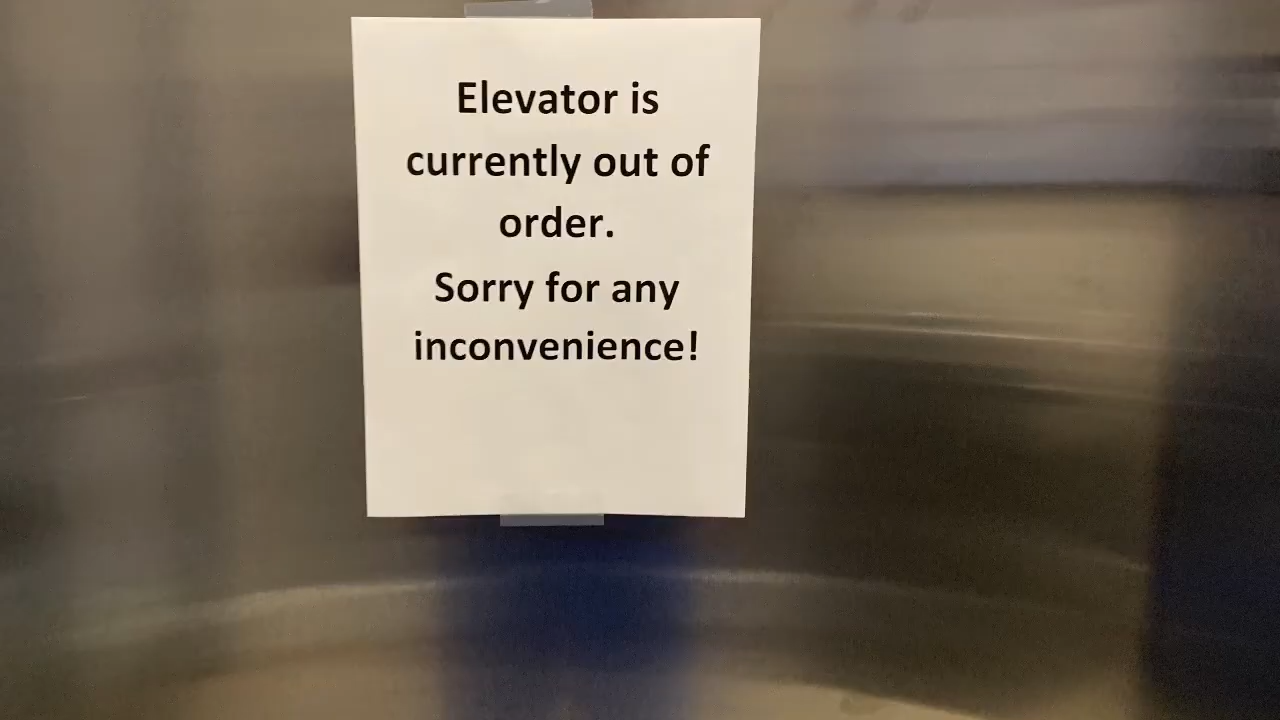 Elevator is
currently out of
order.
Sorry for any
inconvenience!